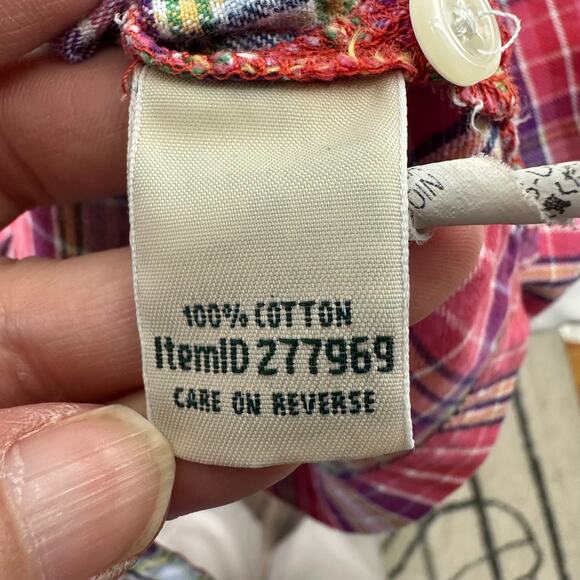 100% COTTON
ItemID 277969
CARE ON REVERSE